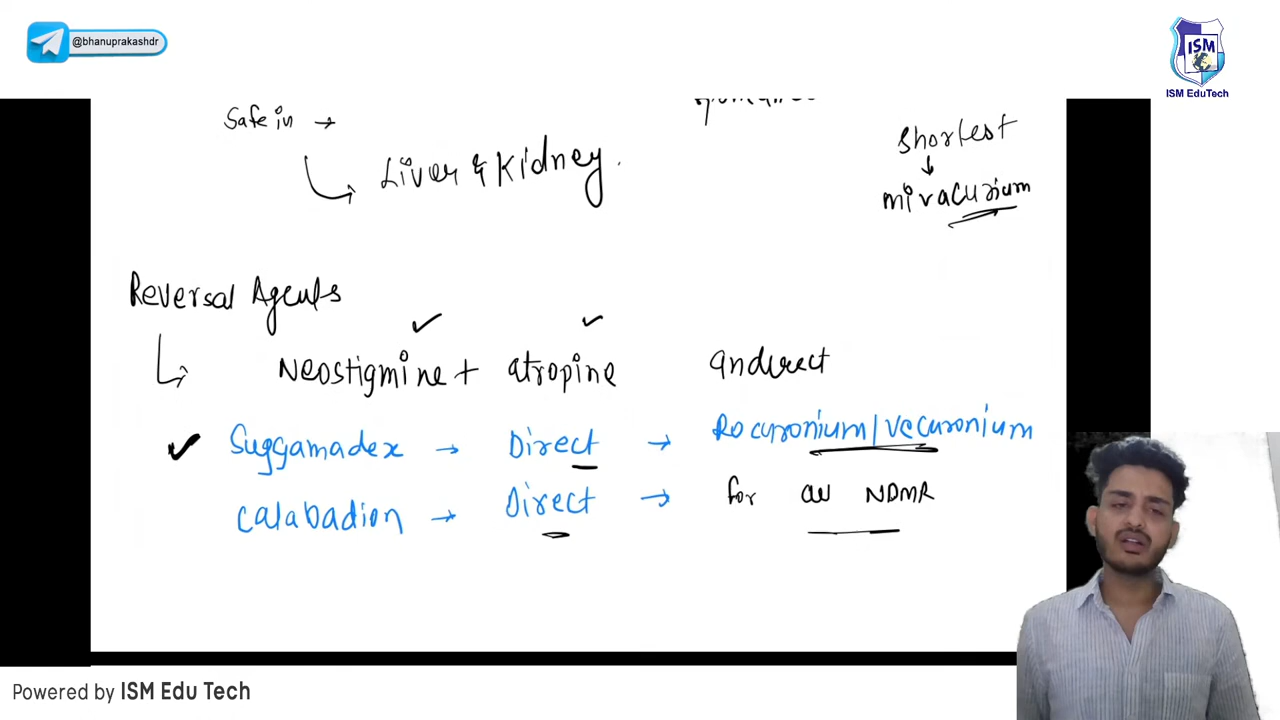 @bhanuprakashdr
ISM
ISM EduTech
Safe in →
Liver & Kidney.
Shortest
↓
mivacurium
Reversal Agents
Neostigmine + atropine indirect
Suggamadex → Direct → Rocuronium/vecuronium
Calabadion → Direct → for all NDMR
Powered by ISM Edu Tech